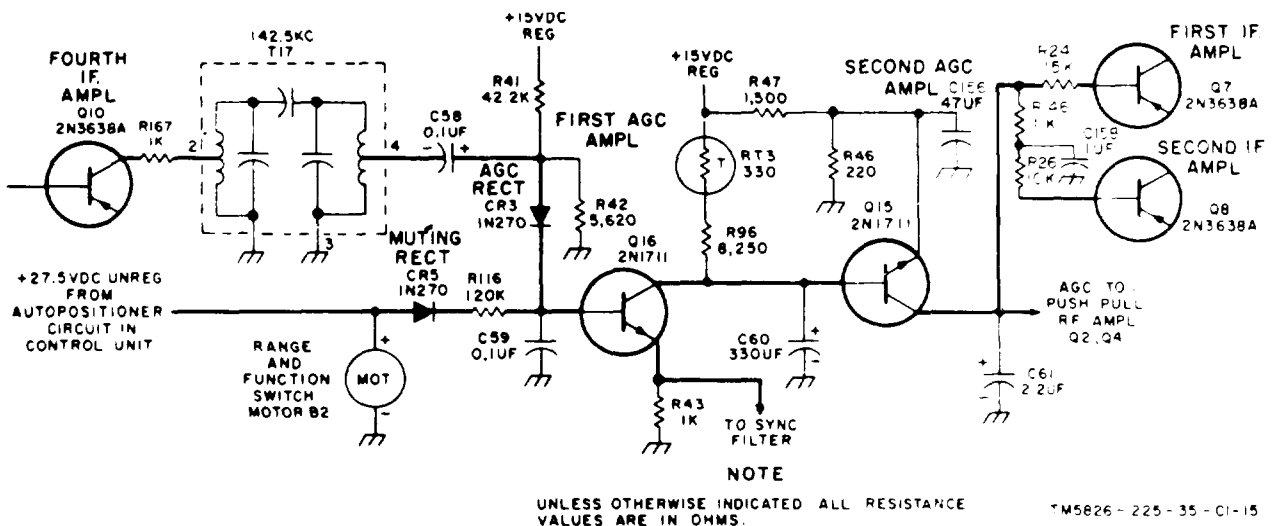 142.5KC
T17
FOURTH
IF
AMPL
Q10
2N3638A
R167
1K
2
4
3
C58
0.1UF
- +
+15VDC
REG
R41
42.2K
FIRST AGC
AMPL
AGC
RECT
CR3
1N270
R42
5,620
MUTING
RECT
CR5
1N270
R116
120K
+27.5VDC UNREG
FROM
AUTOPOSITIONER
CIRCUIT IN
CONTROL UNIT
RANGE
AND
FUNCTION
SWITCH
MOTOR B2
+
MOT
-
C59
0.1UF
Q16
2N1711
R43
1K
TO SYNC
FILTER
+15VDC
REG
R47
1,500
T
RT3
330
R96
8,250
R46
220
SECOND AGC
AMPL
C156
47UF
Q15
2N1711
C60
330UF
+
-
R24
15K
FIRST IF
AMPL
Q7
2N3638A
C159
1UF
R26
SECOND IF
AMPL
Q8
2N3638A
AGC TO
PUSH PULL
RF AMPL
Q2, Q4
+
C61
2.2UF
-
NOTE
UNLESS OTHERWISE INDICATED ALL RESISTANCE
VALUES ARE IN OHMS.
TM5826-225-35-C1-15